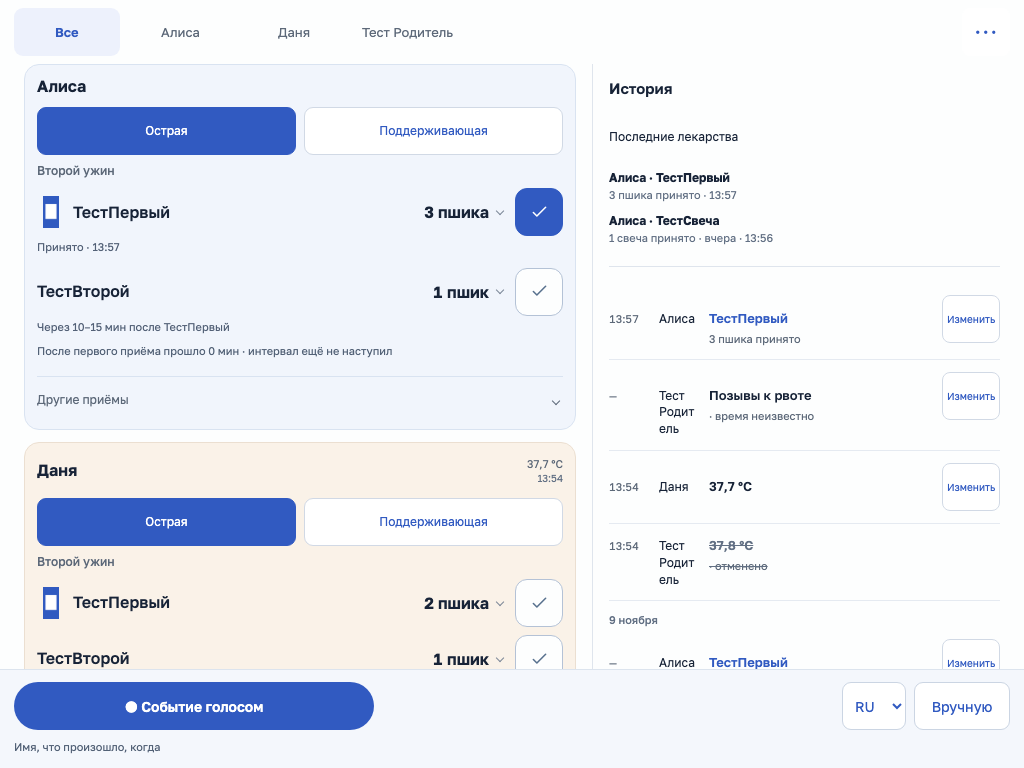 Все
Алиса
Даня
Тест Родитель
Алиса
Острая
Поддерживающая
Второй ужин
ТестПервый
3 пшика
Принято · 13:57
ТестВторой
1 пшик
Через 10–15 мин после ТестПервый
После первого приёма прошло 0 мин · интервал ещё не наступил
Другие приёмы
Даня
37,7 °C
13:54
Острая
Поддерживающая
Второй ужин
ТестПервый
2 пшика
ТестВторой
1 пшик
История
Последние лекарства
Алиса · ТестПервый
3 пшика принято · 13:57
Алиса · ТестСвеча
1 свеча принято · вчера · 13:56
13:57
Алиса
ТестПервый
3 пшика принято
Изменить
–
Тест
Родит
ель
Позывы к рвоте
· время неизвестно
Изменить
13:54
Даня
37,7 °C
Изменить
13:54
Тест
Родит
ель
37,8 °C
· отменено
9 ноября
–
Алиса
ТестПервый
Изменить
Событие голосом
Имя, что произошло, когда
RU
Вручную